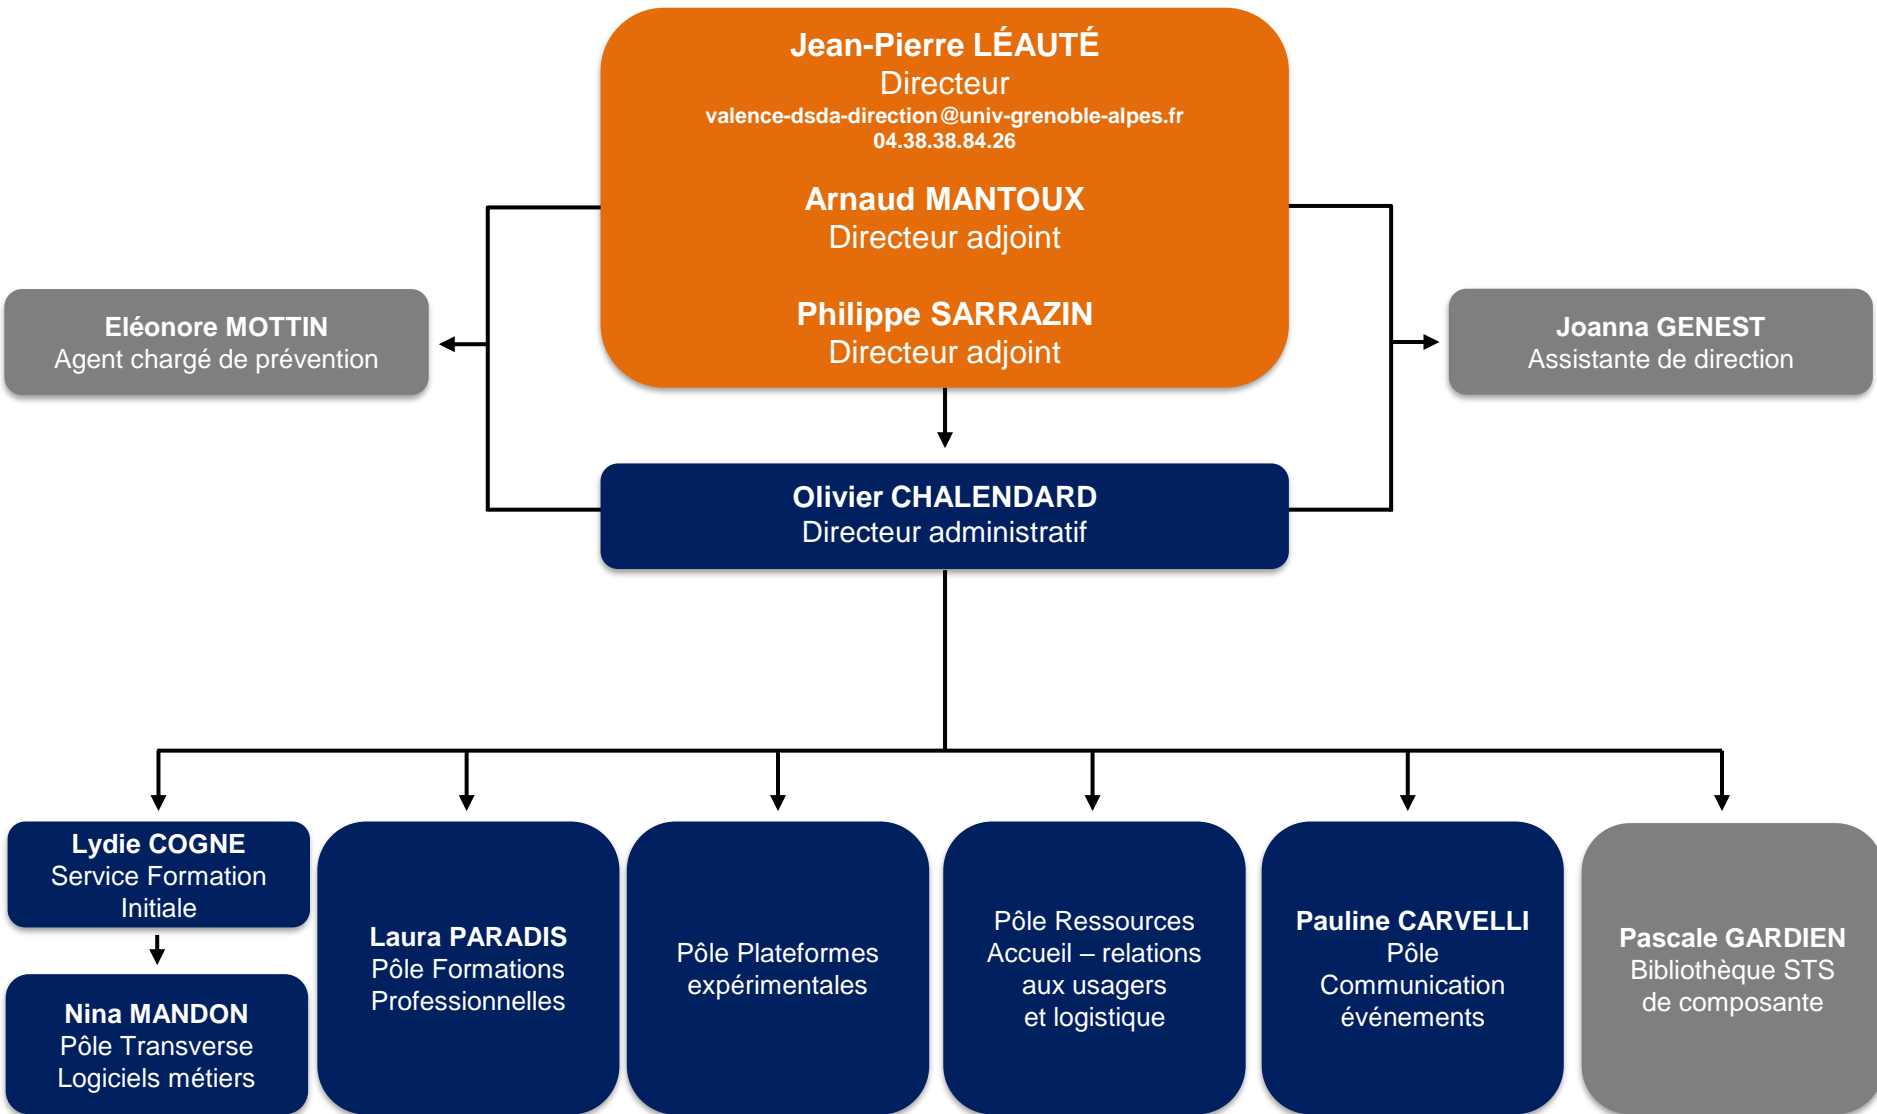 Jean-Pierre LÉAUTÉ
Directeur
valence-dsda-direction@univ-grenoble-alpes.fr
04.38.38.84.26
Arnaud MANTOUX
Directeur adjoint
Philippe SARRAZIN
Directeur adjoint
Eléonore MOTTIN
Agent chargé de prévention
Joanna GENEST
Assistante de direction
Olivier CHALENDARD
Directeur administratif
Lydie COGNE
Service Formation
Initiale
Nina MANDON
Pôle Transverse
Logiciels métiers
Laura PARADIS
Pôle Formations
Professionnelles
Pôle Plateformes
expérimentales
Pôle Ressources
Accueil – relations
aux usagers
et logistique
Pauline CARVELLI
Pôle
Communication
événements
Pascale GARDIEN
Bibliothèque STS
de composante